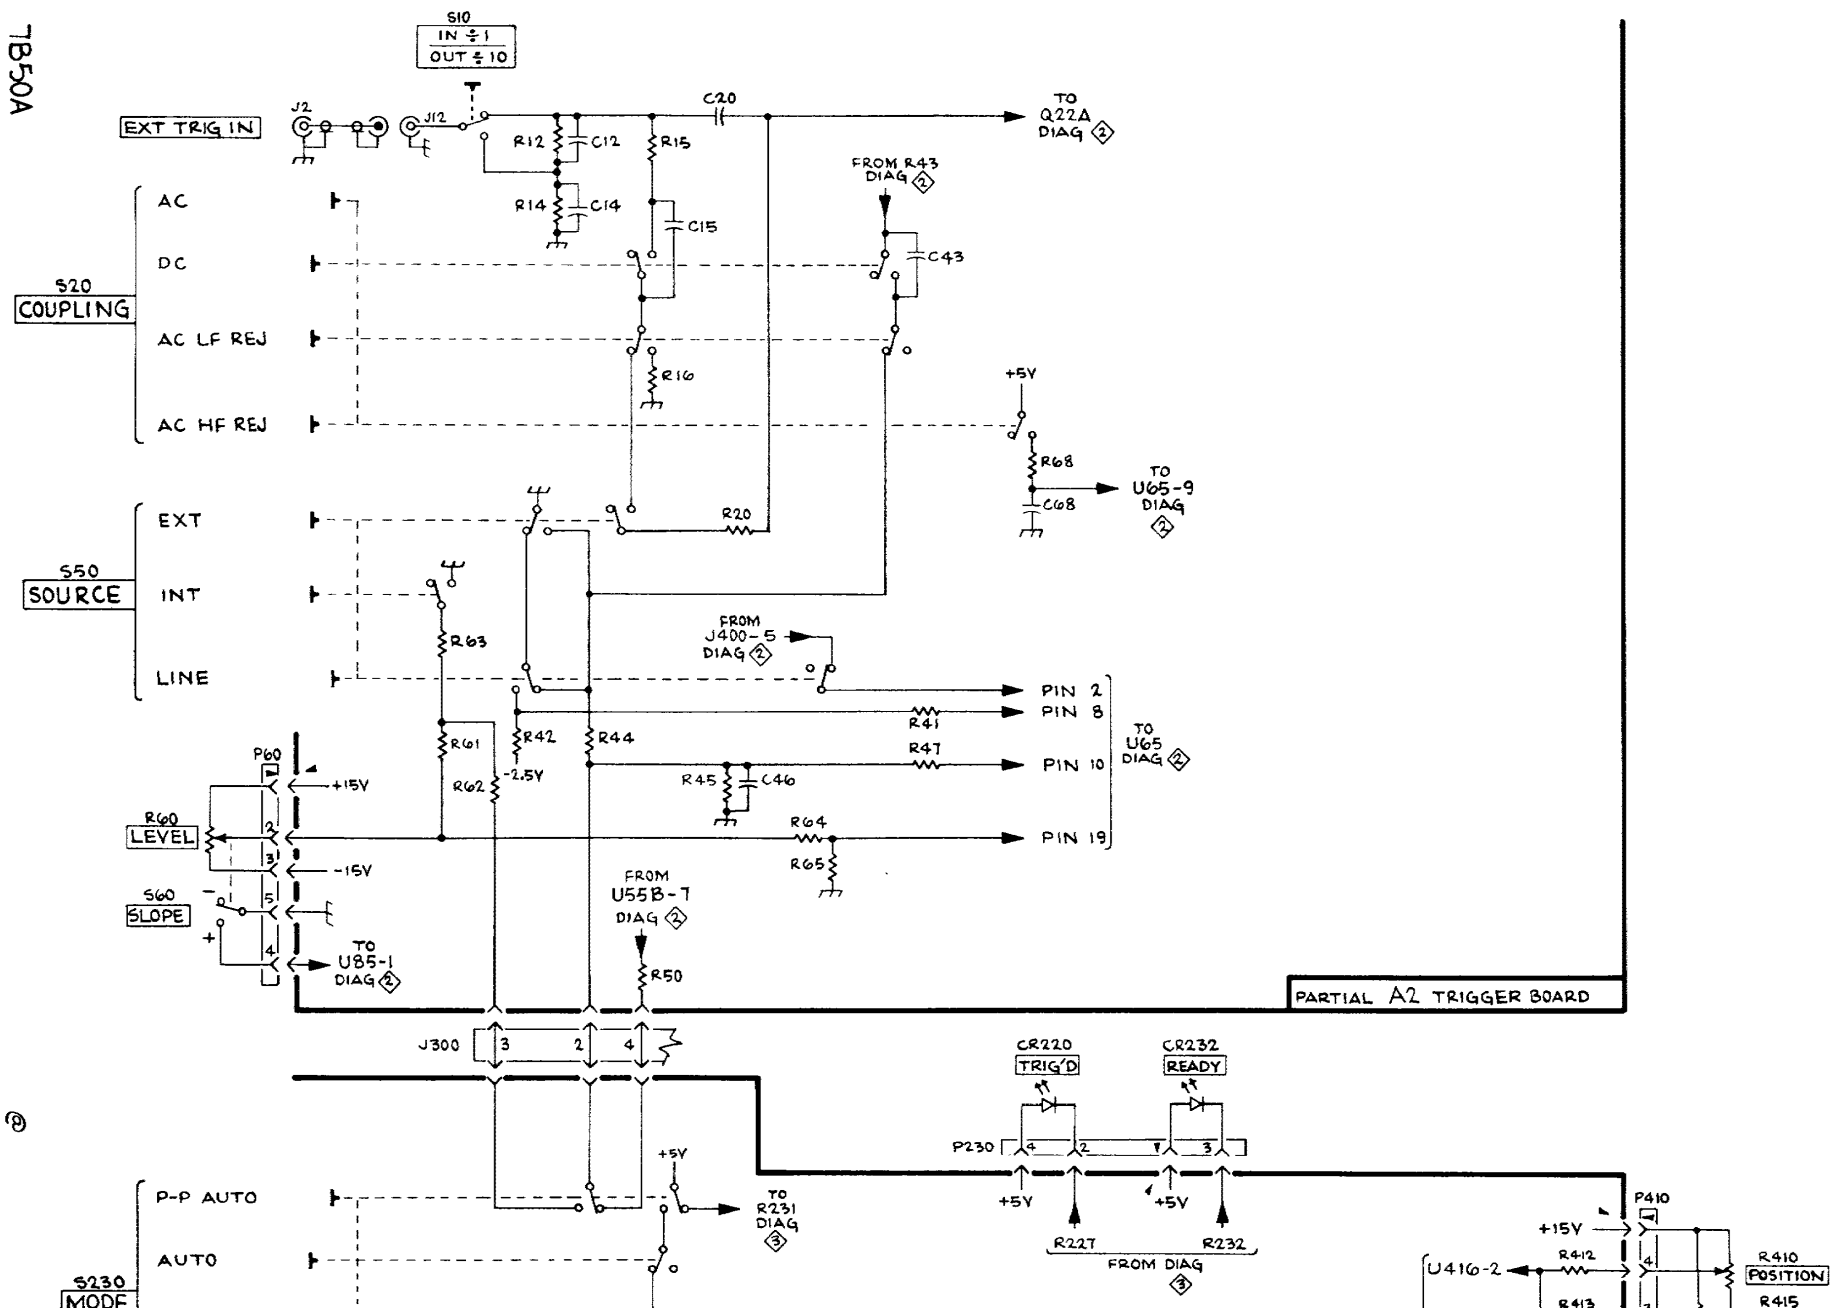 7B50A
S10
IN ÷ 1
OUT ÷ 10
EXT TRIG IN
J2
J12
R12
C12
R15
C20
TO
Q22A
DIAG 2
FROM R43
DIAG 2
R14
C14
C15
C43
S20
COUPLING
AC
DC
AC LF REJ
AC HF REJ
R16
+5V
R68
C68
TO
U65-9
DIAG
2
S50
SOURCE
EXT
INT
LINE
R20
R63
FROM
J400-5
DIAG 2
PIN 2
PIN 8
PIN 10
PIN 19
TO
U65
DIAG 2
R41
R61
R42
R44
R47
R62
-2.5V
R45
C46
R64
R65
P60
+15V
R60
LEVEL
2
3
-15V
S60
SLOPE
-
+
5
4
TO
U85-1
DIAG 2
FROM
U55B-7
DIAG 2
R50
PARTIAL A2 TRIGGER BOARD
J300
3
2
4
CR220
TRIG'D
CR232
READY
P230
4
2
3
+5V
+5V
R227
R232
FROM DIAG
3
@
S230
MODE
P-P AUTO
AUTO
+5V
TO
R231
DIAG
3
P410
+15V
U416-2
R412
4
R410
POSITION
R413
R415